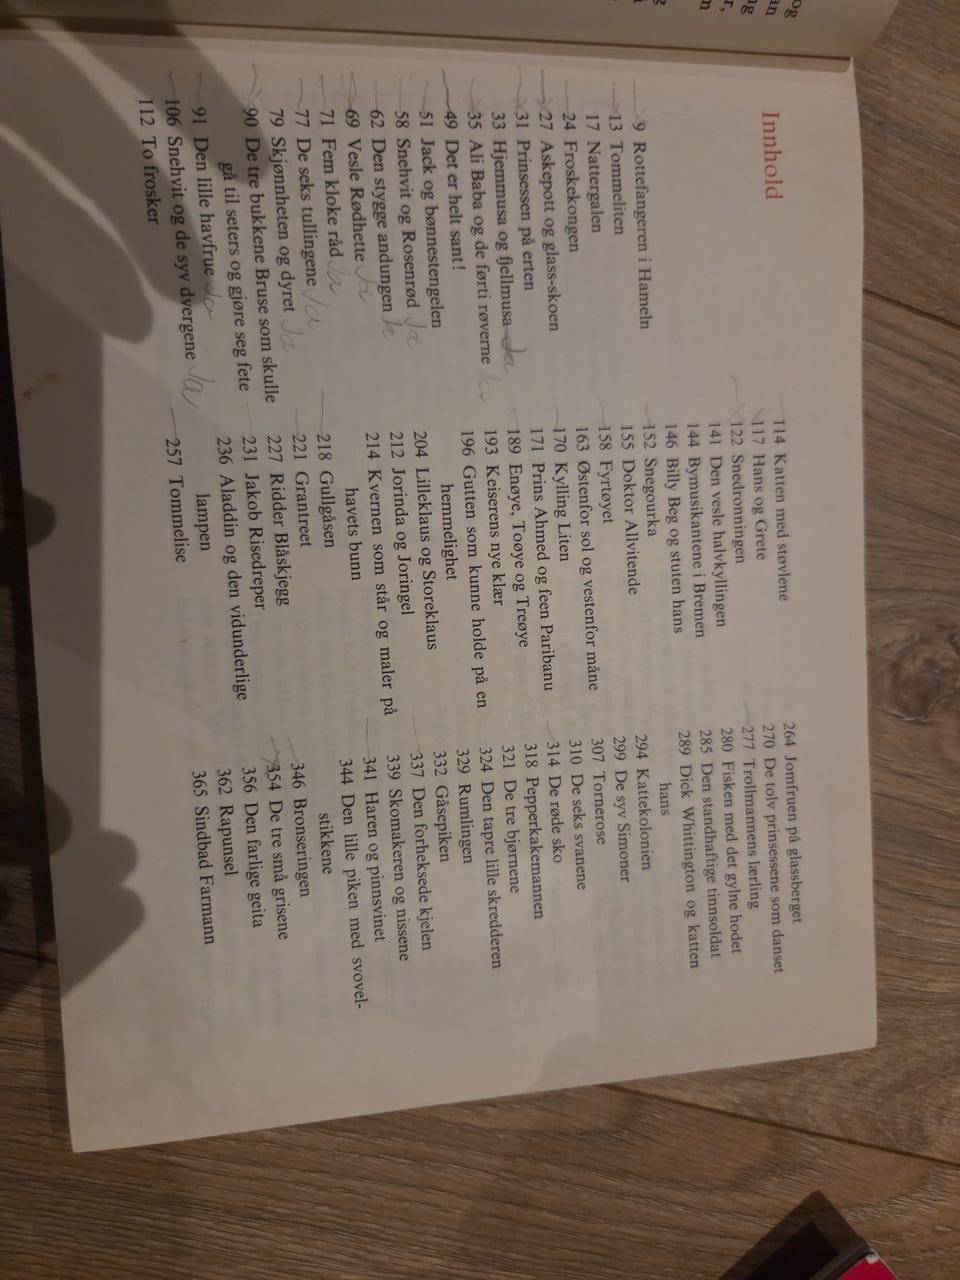 Innhold
9 Rottefangeren i Hameln
13 Tommeliten
17 Nattergalen
24 Froskekongen
27 Askepott og glass-skoen
31 Prinsessen på erten
33 Hjemmusa og fjellmusa Ja
35 Ali Baba og de førti røverne
49 Det er helt sant!
51 Jack og bønnestengelen
58 Snehvit og Rosenrød Ja
62 Den stygge andungen Ja
69 Vesle Rødhette Ja
71 Fem kloke råd Ja
77 De seks tullingene Ja
79 Skjønnheten og dyret Ja
90 De tre bukkene Bruse som skulle
gå til seters og gjøre seg fete
91 Den lille havfrue Ja
106 Snehvit og de syv dvergene Ja
112 To frosker
114 Katten med støvlene
117 Hans og Grete
122 Snedronningen
141 Den vesle halvkyllingen
144 Bymusikantene i Bremen
146 Billy Beg og stuten hans
152 Snegourka
155 Doktor Allvitende
158 Fyrtøyet
163 Østenfor sol og vestenfor måne
170 Kylling Liten
171 Prins Ahmed og feen Paribanu
189 Enøye, Toøye og Treøye
193 Keiserens nye klær
196 Gutten som kunne holde på en
hemmelighet
204 Lilleklaus og Storeklaus
212 Jorinda og Joringel
214 Kvernen som står og maler på
havets bunn
218 Gullgåsen
221 Grantreet
227 Ridder Blåskjegg
231 Jakob Risedreper
236 Aladdin og den vidunderlige
lampen
257 Tommelise
264 Jomfruen på glassberget
270 De tolv prinsessene som danset
277 Trollmannens lærling
280 Fisken med det gylne hodet
285 Den standhaftige tinnsoldat
289 Dick Whittington og katten
hans
294 Kattekolonien
299 De syv Simoner
307 Tornerose
310 De seks svanene
314 De røde sko
318 Pepperkakemannen
321 De tre bjørnene
324 Den tapre lille skredderen
329 Rumlingen
332 Gåsepiken
337 Den forheksede kjelen
339 Skomakeren og nissene
341 Haren og pinnsvinet
344 Den lille piken med svovel-
stikkene
346 Bronseringen
354 De tre små grisene
356 Den farlige geita
362 Rapunsel
365 Sindbad Farmann